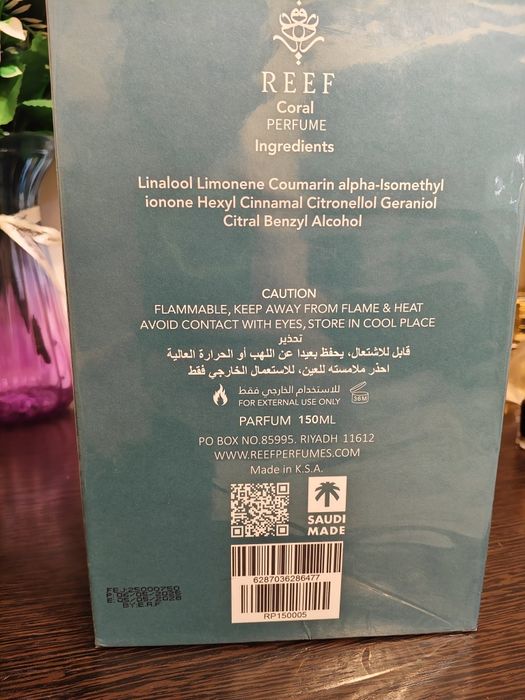 REEF
Coral
PERFUME
Ingredients
Linalool Limonene Coumarin alpha-Isomethyl
ionone Hexyl Cinnamal Citronellol Geraniol
Citral Benzyl Alcohol
CAUTION
FLAMMABLE, KEEP AWAY FROM FLAME & HEAT
AVOID CONTACT WITH EYES, STORE IN COOL PLACE
تحذير
قابل للاشتعال، يحفظ بعيدا عن اللهب أو الحرارة العالية
احذر ملامسته للعين، للاستعمال الخارجي فقط
للاستخدام الخارجي فقط
FOR EXTERNAL USE ONLY
36M
PARFUM 150ML
PO BOX NO.85995. RIYADH 11612
WWW.REEFPERFUMES.COM
Made in K.S.A.
SAUDI
MADE
6287036286477
RP150005
BY:E.A.F